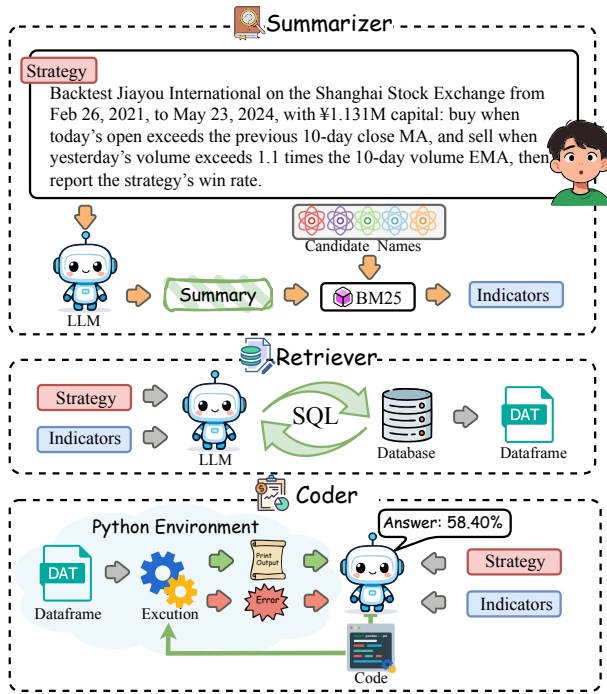 Summarizer
Strategy
Backtest Jiayou International on the Shanghai Stock Exchange from
Feb 26, 2021, to May 23, 2024, with ¥1.131M capital: buy when
today's open exceeds the previous 10-day close MA, and sell when
yesterday's volume exceeds 1.1 times the 10-day volume EMA, then
report the strategy's win rate.
Candidate Names
LLM
Summary
BM25
Indicators
Retriever
Strategy
Indicators
LLM
SQL
Database
DAT
Dataframe
Coder
Python Environment
Answer: 58.40%
DAT
Dataframe
Excution
Print
Output
Error
Strategy
Indicators
Code